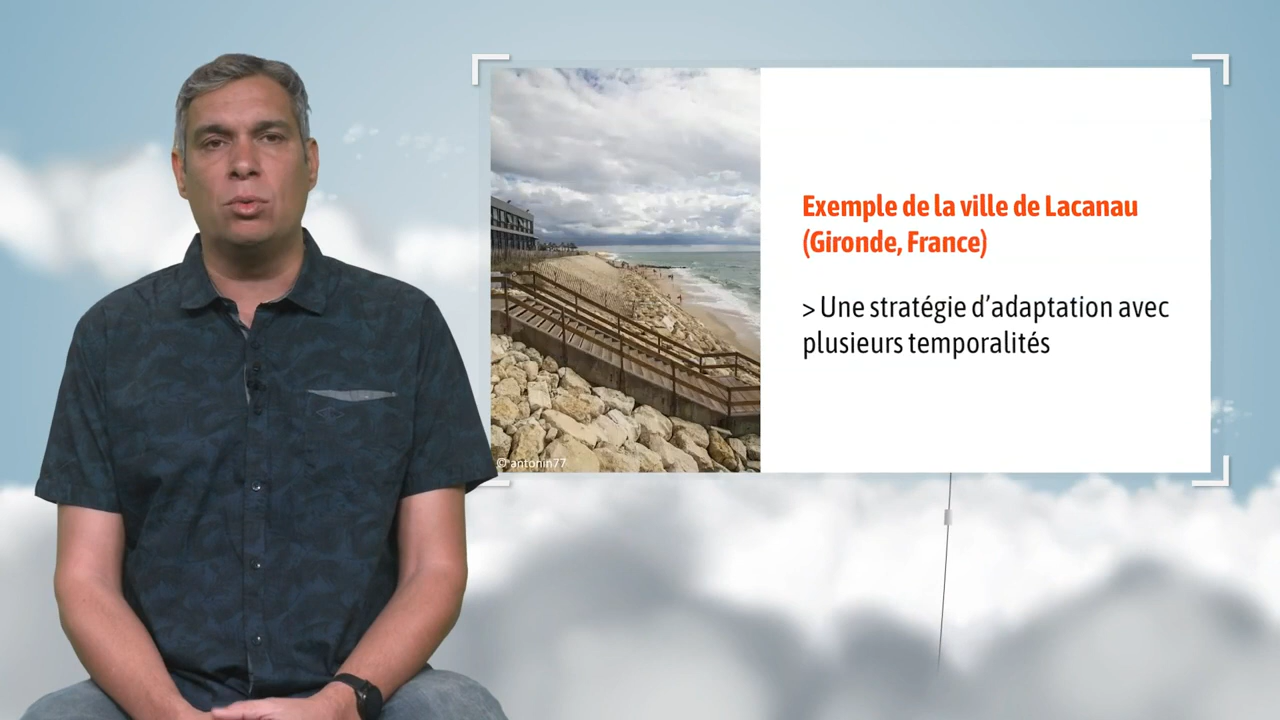 Exemple de la ville de Lacanau
(Gironde, France)
> Une stratégie d’adaptation avec
plusieurs temporalités
© antonin77